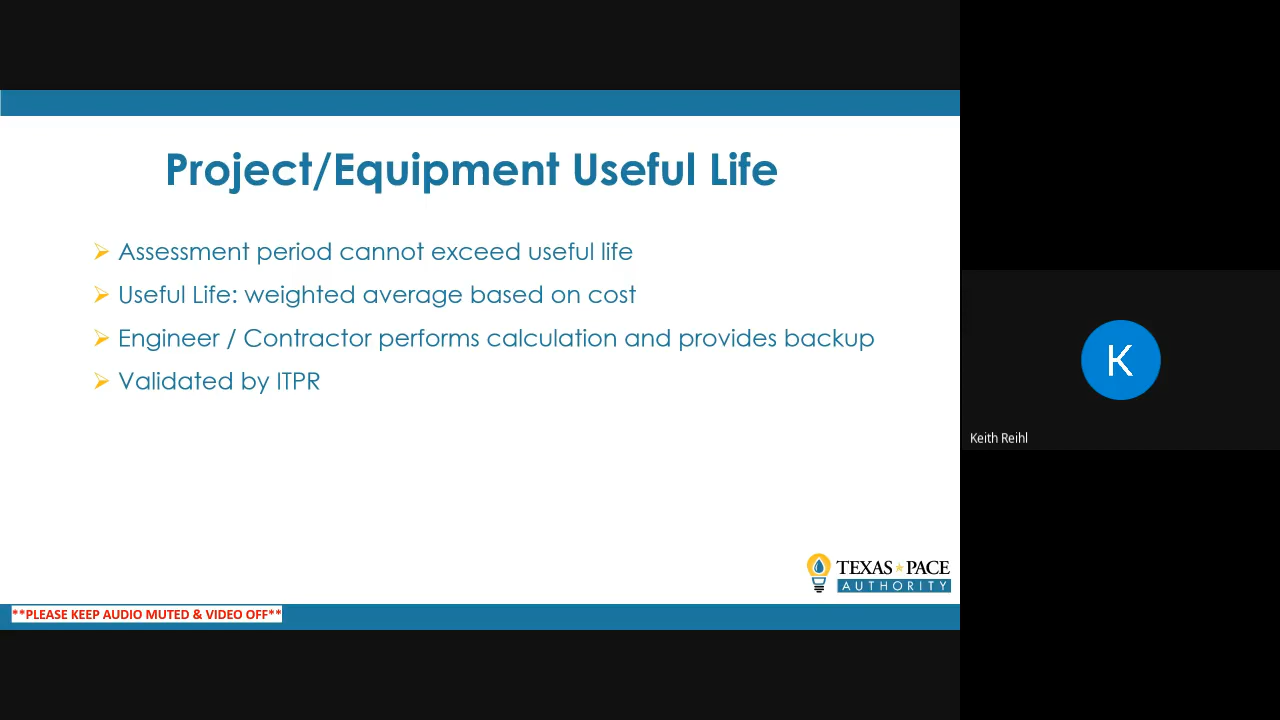 Project/Equipment Useful Life
Assessment period cannot exceed useful life
Useful Life: weighted average based on cost
Engineer / Contractor performs calculation and provides backup
Validated by ITPR
TEXAS PACE
AUTHORITY
**PLEASE KEEP AUDIO MUTED & VIDEO OFF**
K
Keith Reihl